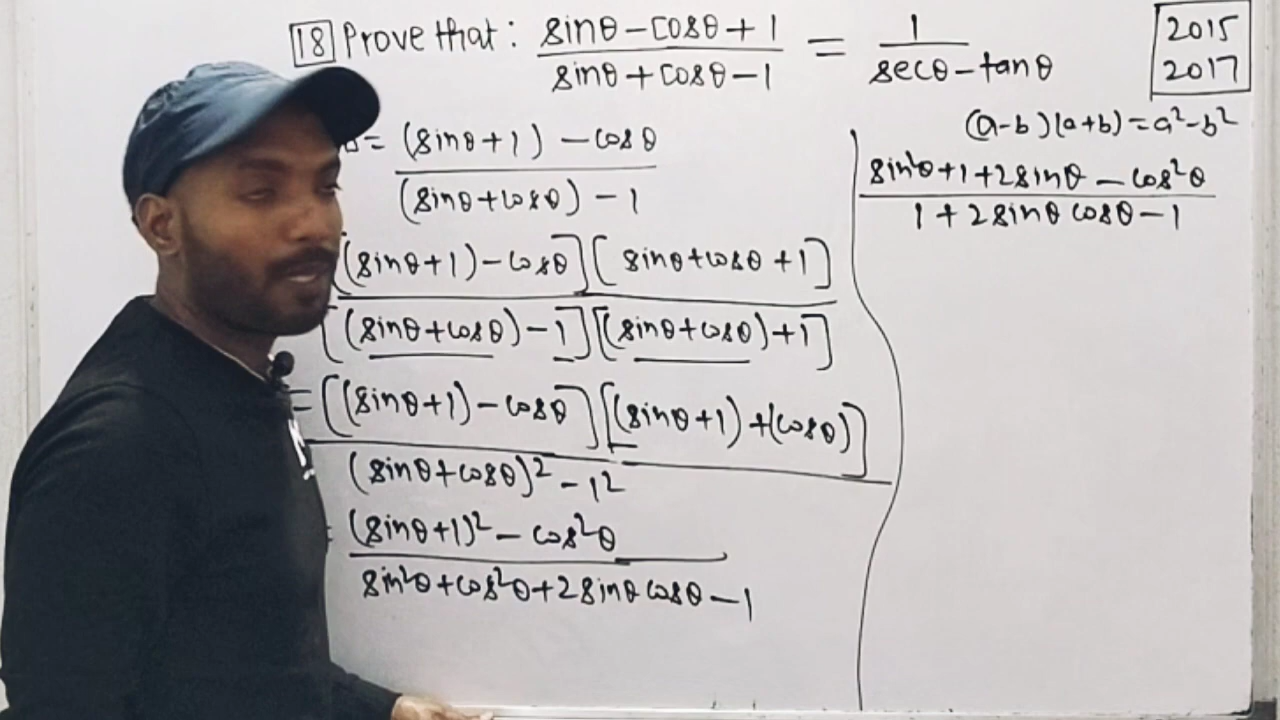 18 Prove that: (sinθ - cosθ + 1)/(sinθ + cosθ - 1) = 1/(secθ - tanθ)
2015
2017
= ((sinθ+1) - cosθ)/((sinθ+cosθ) - 1)
[(sinθ+1) - cosθ][sinθ+cosθ+1] / [(sinθ+cosθ) - 1][(sinθ+cosθ)+1]
= [(sinθ+1) - cosθ][(sinθ+1) + (cosθ)] / (sinθ+cosθ)² - 1²
= ((sinθ+1)² - cos²θ)/(sin²θ + cos²θ + 2sinθ cosθ - 1)
(a-b)(a+b) = a² - b²
(sin²θ + 1 + 2sinθ - cos²θ)/(1 + 2sinθ cosθ - 1)